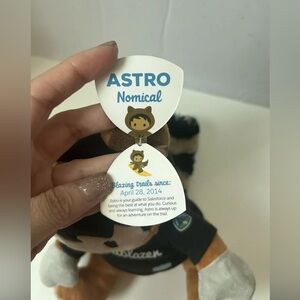 ASTRO
Nomical
Blazing trails since:
April 28, 2014
Astro is your guide to Salesforce and
being the best at what you do. Curious
and always learning, Astro is always up
for an adventure on the trail.